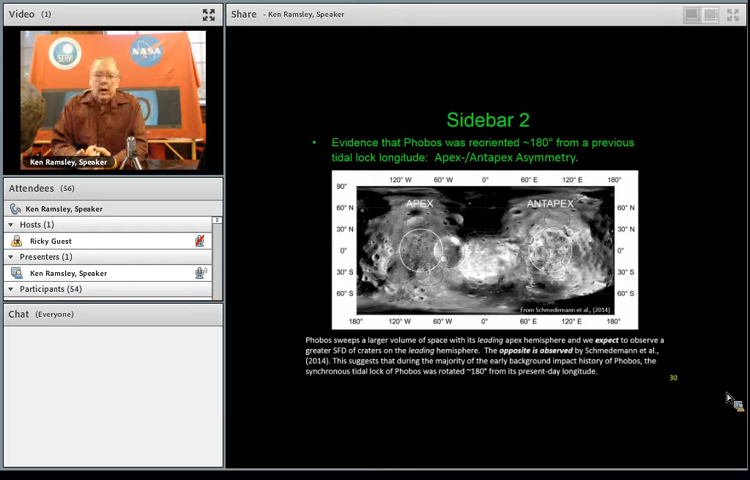 Video (1)
NASA
Ken Ramsley, Speaker
Attendees (56)
Ken Ramsley, Speaker
Hosts (1)
Ricky Guest
Presenters (1)
Ken Ramsley, Speaker
Participants (54)
Chat (Everyone)
Share - Ken Ramsley, Speaker
Sidebar 2
• Evidence that Phobos was reoriented ~180° from a previous
tidal lock longitude: Apex-/Antapex Asymmetry.
120° W 60° W 0° 60° E 120° E
90°
APEX ANTAPEX
60° N 60° N
30° N 30° N
0° 0°
30° S 30° S
60° S 60° S
From Schmedemann et al., (2014)
180° 120° W 60° W 0° 60° E 120° E 180°
Phobos sweeps a larger volume of space with its leading apex hemisphere and we expect to observe a
greater SFD of craters on the leading hemisphere. The opposite is observed by Schmedemann et al.,
(2014). This suggests that during the majority of the early background impact history of Phobos, the
synchronous tidal lock of Phobos was rotated ~180° from its present-day longitude.
30